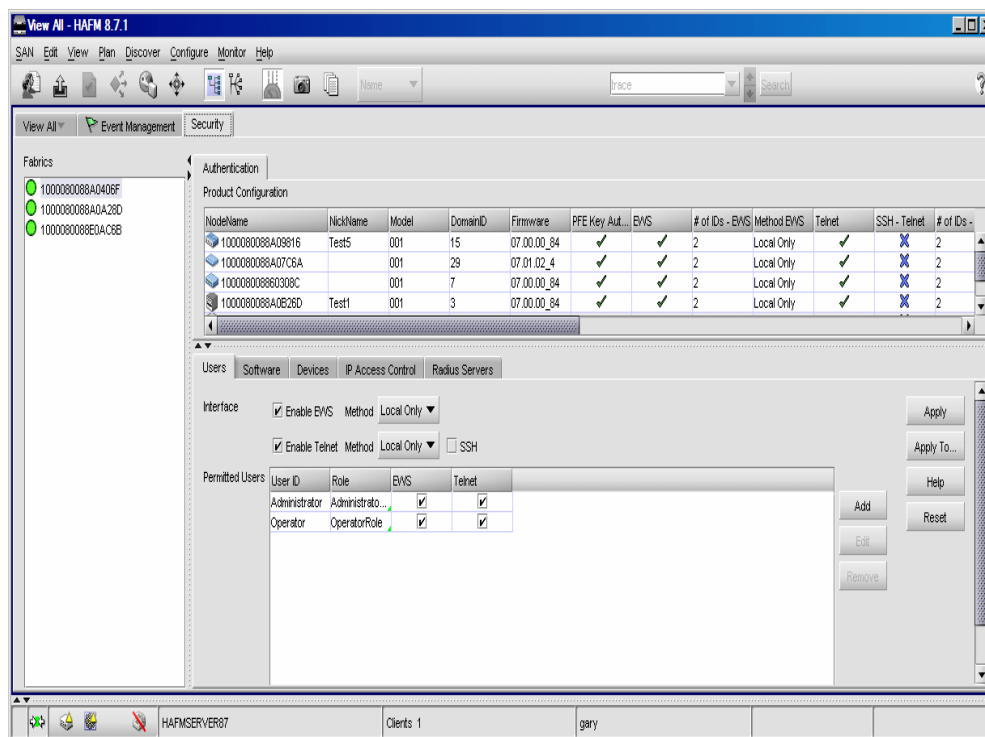 View All - HAFM 8.7.1
SAN Edit View Plan Discover Configure Monitor Help
Name trace Search ?
View All Event Management Security
Fabrics
1000080088A0406F
1000080088A0A28D
1000080088E0AC6B
Authentication
Product Configuration
NodeName NickName Model DomainID Firmware PFE Key Aut... EWS # of IDs - EWS Method EWS Telnet SSH - Telnet # of IDs -
1000080088A09816 Test5 001 15 07.00.00_84 2 Local Only 2
1000080088A07C6A 001 29 07.01.02_4 2 Local Only 2
100008008860308C 001 7 07.00.00_84 2 Local Only 2
1000080088A0B26D Test1 001 3 07.00.00_84 2 Local Only 2
Users Software Devices IP Access Control Radius Servers
Interface Enable EWS Method Local Only
Enable Telnet Method Local Only SSH
Permitted Users
User ID Role EWS Telnet
Administrator Administrato...
Operator OperatorRole
Add
Edit
Remove
Apply
Apply To...
Help
Reset
HAFMSERVER87 Clients 1 gary